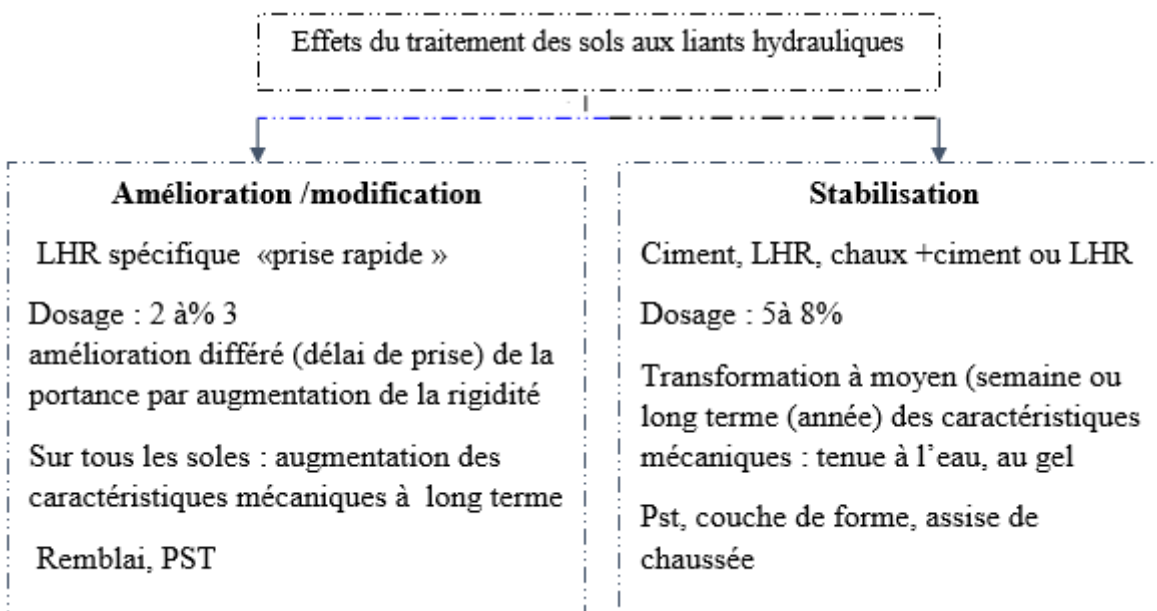 Effets du traitement des sols aux liants hydrauliques
Amélioration /modification
LHR spécifique «prise rapide »
Dosage : 2 à% 3
amélioration différé (délai de prise) de la
portance par augmentation de la rigidité
Sur tous les soles : augmentation des
caractéristiques mécaniques à long terme
Remblai, PST
Stabilisation
Ciment, LHR, chaux +ciment ou LHR
Dosage : 5à 8%
Transformation à moyen (semaine ou
long terme (année) des caractéristiques
mécaniques : tenue à l’eau, au gel
Pst, couche de forme, assise de
chaussée